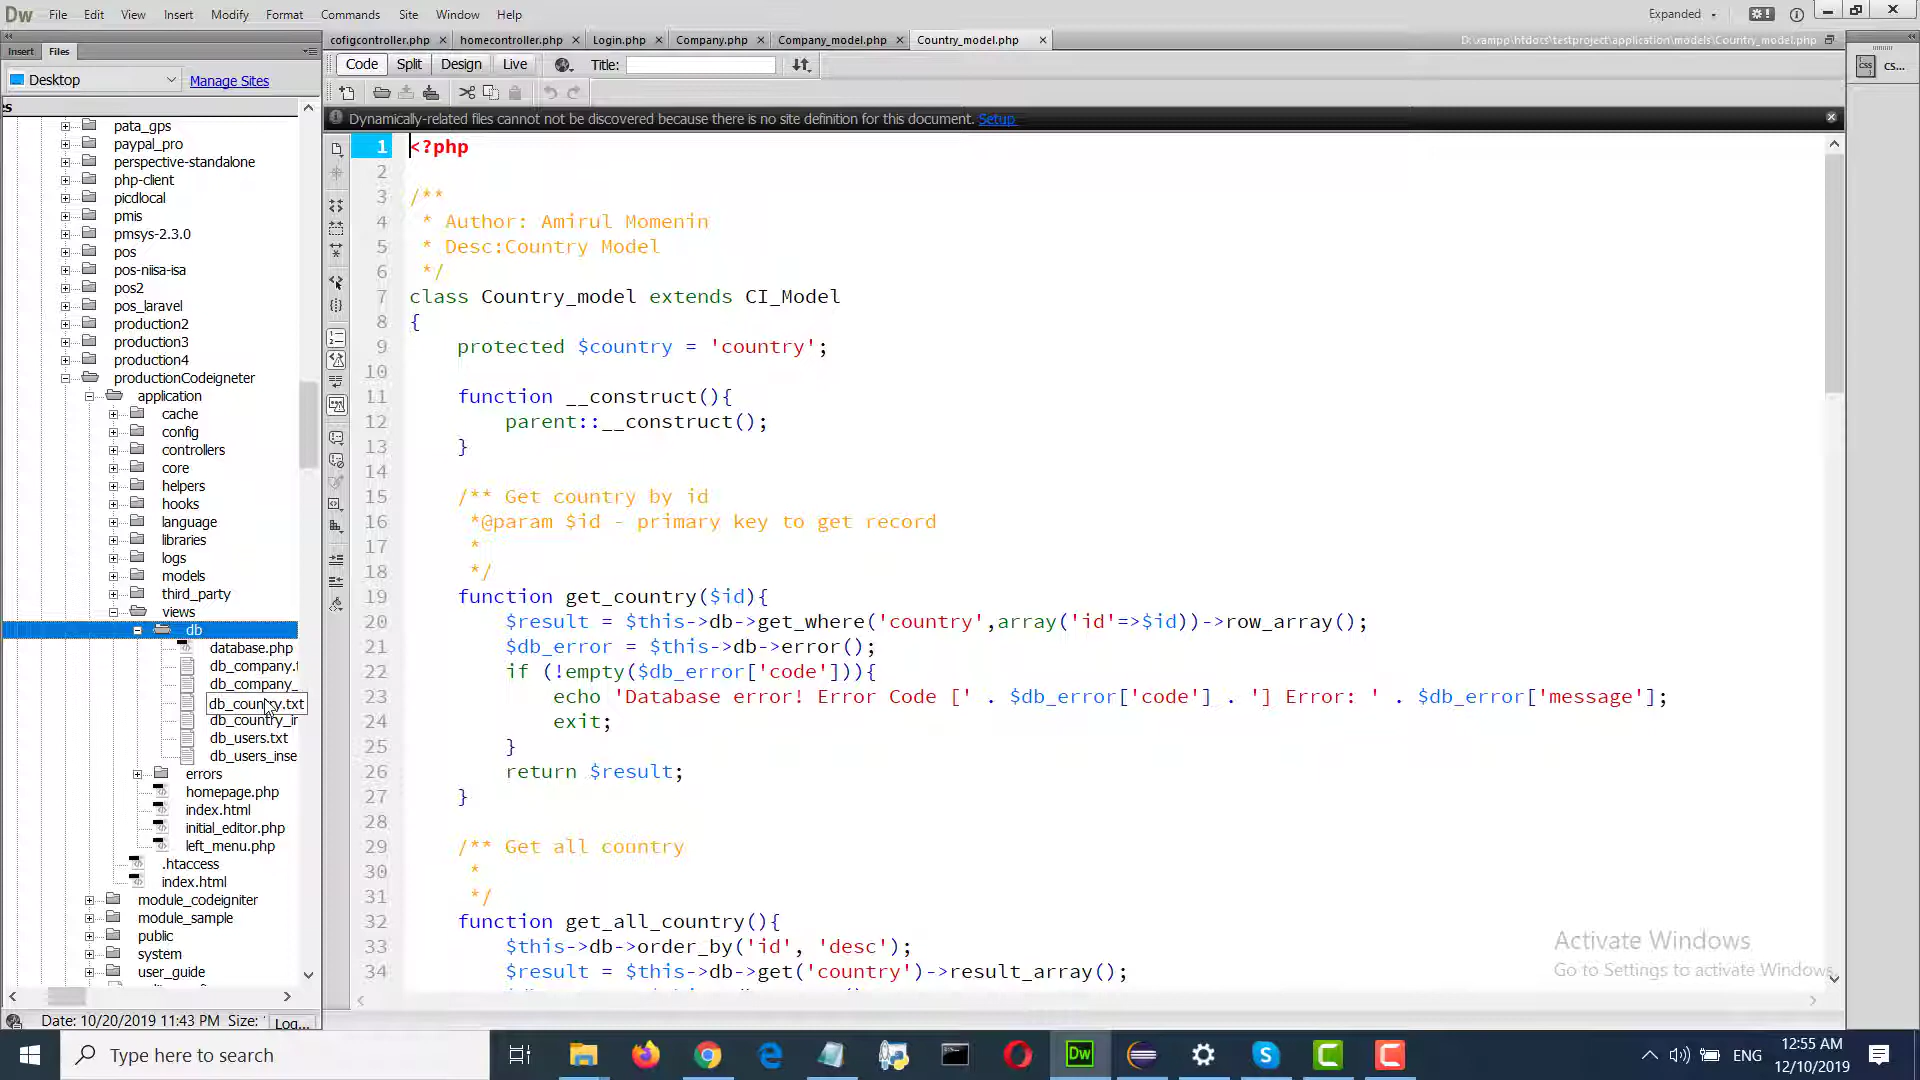 Dw File Edit View Insert Modify Format Commands Site Window Help Expanded
Insert Files
cofigcontroller.php homecontroller.php Login.php Company.php Company_model.php Country_model.php D:\xampp\htdocs\testproject\application\models\Country_model.php
Desktop Manage Sites
Code Split Design Live Title:
CSS CS...
Dynamically-related files cannot not be discovered because there is no site definition for this document. Setup
pata_gps
paypal_pro
perspective-standalone
php-client
picdlocal
pmis
pmsys-2.3.0
pos
pos-niisa-isa
pos2
pos_laravel
production2
production3
production4
productionCodeigneter
application
cache
config
controllers
core
helpers
hooks
language
libraries
logs
models
third_party
views
db
database.php
db_company.t
db_company_
db_country.txt
db_country_ir
db_users.txt
db_users_inse
errors
homepage.php
index.html
initial_editor.php
left_menu.php
.htaccess
index.html
module_codeigniter
module_sample
public
system
user_guide
Date: 10/20/2019 11:43 PM Size: Log...
1 <?php
2
3 /**
4 * Author: Amirul Momenin
5 * Desc:Country Model
6 */
7 class Country_model extends CI_Model
8 {
9 protected $country = 'country';
10
11 function __construct(){
12 parent::__construct();
13 }
14
15 /** Get country by id
16 *@param $id - primary key to get record
17 *
18 */
19 function get_country($id){
20 $result = $this->db->get_where('country',array('id'=>$id))->row_array();
21 $db_error = $this->db->error();
22 if (!empty($db_error['code'])){
23 echo 'Database error! Error Code [' . $db_error['code'] . '] Error: ' . $db_error['message'];
24 exit;
25 }
26 return $result;
27 }
28
29 /** Get all country
30 *
31 */
32 function get_all_country(){
33 $this->db->order_by('id', 'desc');
34 $result = $this->db->get('country')->result_array();
Activate Windows
Go to Settings to activate Windows.
Type here to search
Dw
ENG
12:55 AM
12/10/2019